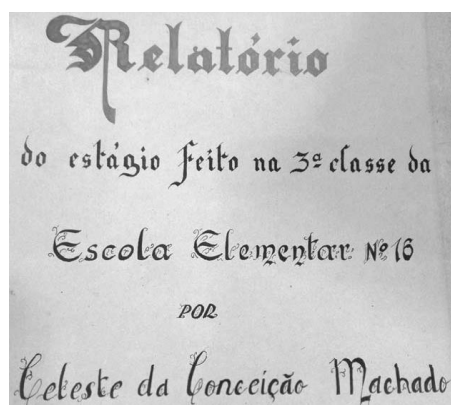 Relatório
do estágio feito na 3ª classe da
Escola Elementar Nº 16
POR
Celeste da Conceição Machado